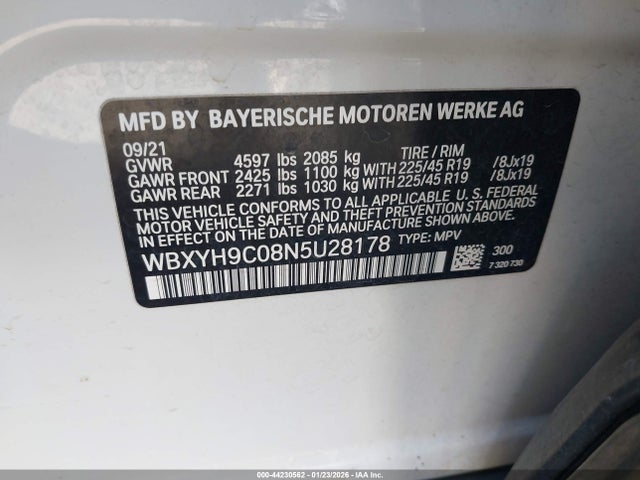 MFD BY BAYERISCHE MOTOREN WERKE AG
09/21 TIRE / RIM
GVWR 4597 lbs 2085 kg
GAWR FRONT 2425 lbs 1100 kg WITH 225/45 R19 /8Jx19
GAWR REAR 2271 lbs 1030 kg WITH 225/45 R19 /8Jx19
THIS VEHICLE CONFORMS TO ALL APPLICABLE U.S. FEDERAL
MOTOR VEHICLE SAFETY AND THEFT PREVENTION STANDARDS
IN EFFECT ON THE DATE OF MANUFACTURE SHOWN ABOVE.
WBXYH9C08N5U28178 TYPE: MPV
300
7 320 730
000-44230562 | 01/23/2026 - IAAI, Inc.